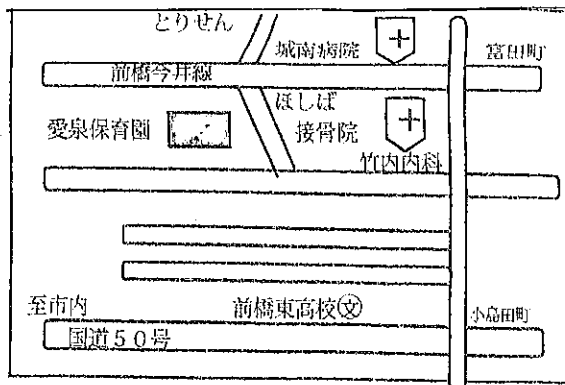 とりせん
城南病院
富田町
前橋今井線
ほしば
接骨院
愛泉保育園
竹内内科
至市内
前橋東高校文
小島田町
国道50号